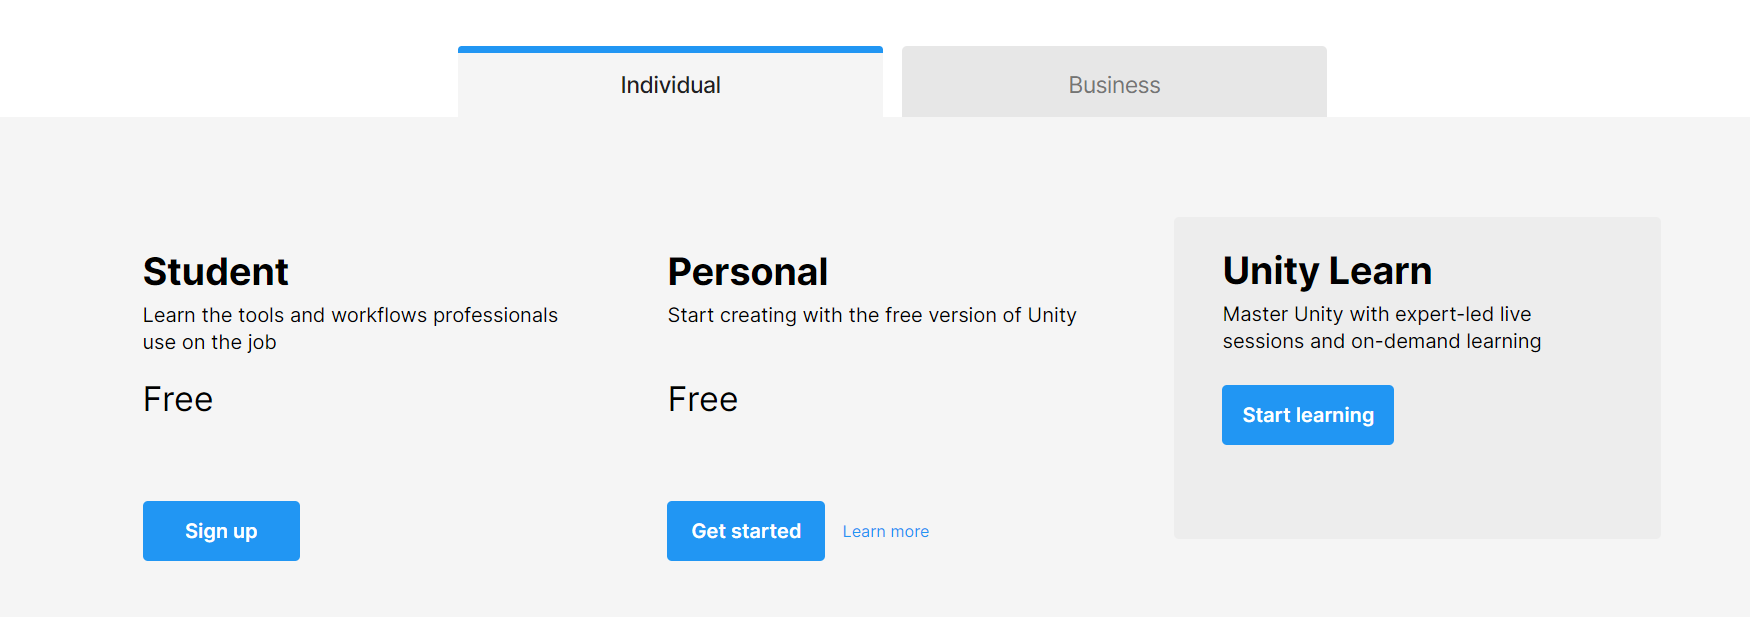 Individual
Business
Student
Learn the tools and workflows professionals
use on the job
Free
Sign up
Personal
Start creating with the free version of Unity
Free
Get started
Learn more
Unity Learn
Master Unity with expert-led live
sessions and on-demand learning
Start learning